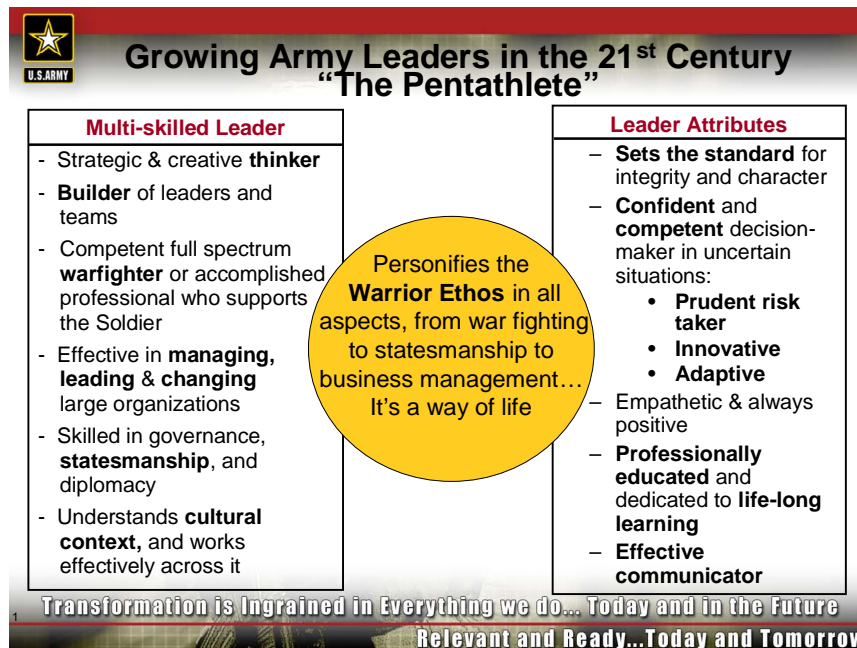 U.S.ARMY
Growing Army Leaders in the 21st Century
“The Pentathlete”
Multi-skilled Leader
- Strategic & creative thinker
- Builder of leaders and
teams
- Competent full spectrum
warfighter or accomplished
professional who supports
the Soldier
- Effective in managing,
leading & changing
large organizations
- Skilled in governance,
statesmanship, and
diplomacy
- Understands cultural
context, and works
effectively across it
Personifies the
Warrior Ethos in all
aspects, from war fighting
to statesmanship to
business management…
It’s a way of life
Leader Attributes
– Sets the standard for
integrity and character
– Confident and
competent decision-
maker in uncertain
situations:
• Prudent risk
taker
• Innovative
• Adaptive
– Empathetic & always
positive
– Professionally
educated and
dedicated to life-long
learning
– Effective
communicator
Transformation is Ingrained in Everything we do... Today and in the Future
1
Relevant and Ready...Today and Tomorrow